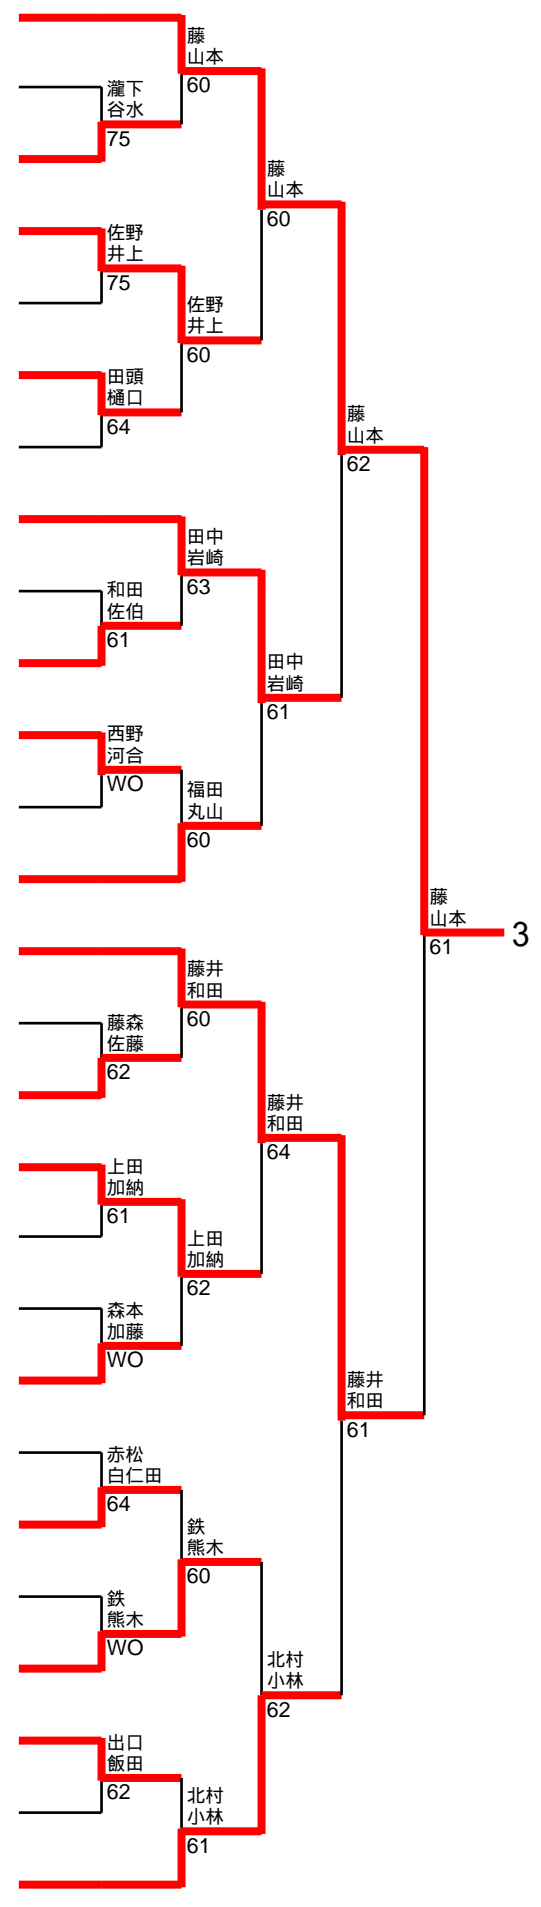 藤
山本
60
瀧下
谷水
75
藤
山本
60
佐野
井上
75
佐野
井上
60
田頭
樋口
64
藤
山本
62
田中
岩崎
63
和田
佐伯
61
田中
岩崎
61
西野
河合
WO
福田
丸山
60
藤
山本
61
3
藤井
和田
60
藤森
佐藤
62
藤井
和田
64
上田
加納
61
上田
加納
62
森本
加藤
WO
藤井
和田
61
赤松
白仁田
64
鉄
熊木
60
鉄
熊木
WO
北村
小林
62
出口
飯田
62
北村
小林
61